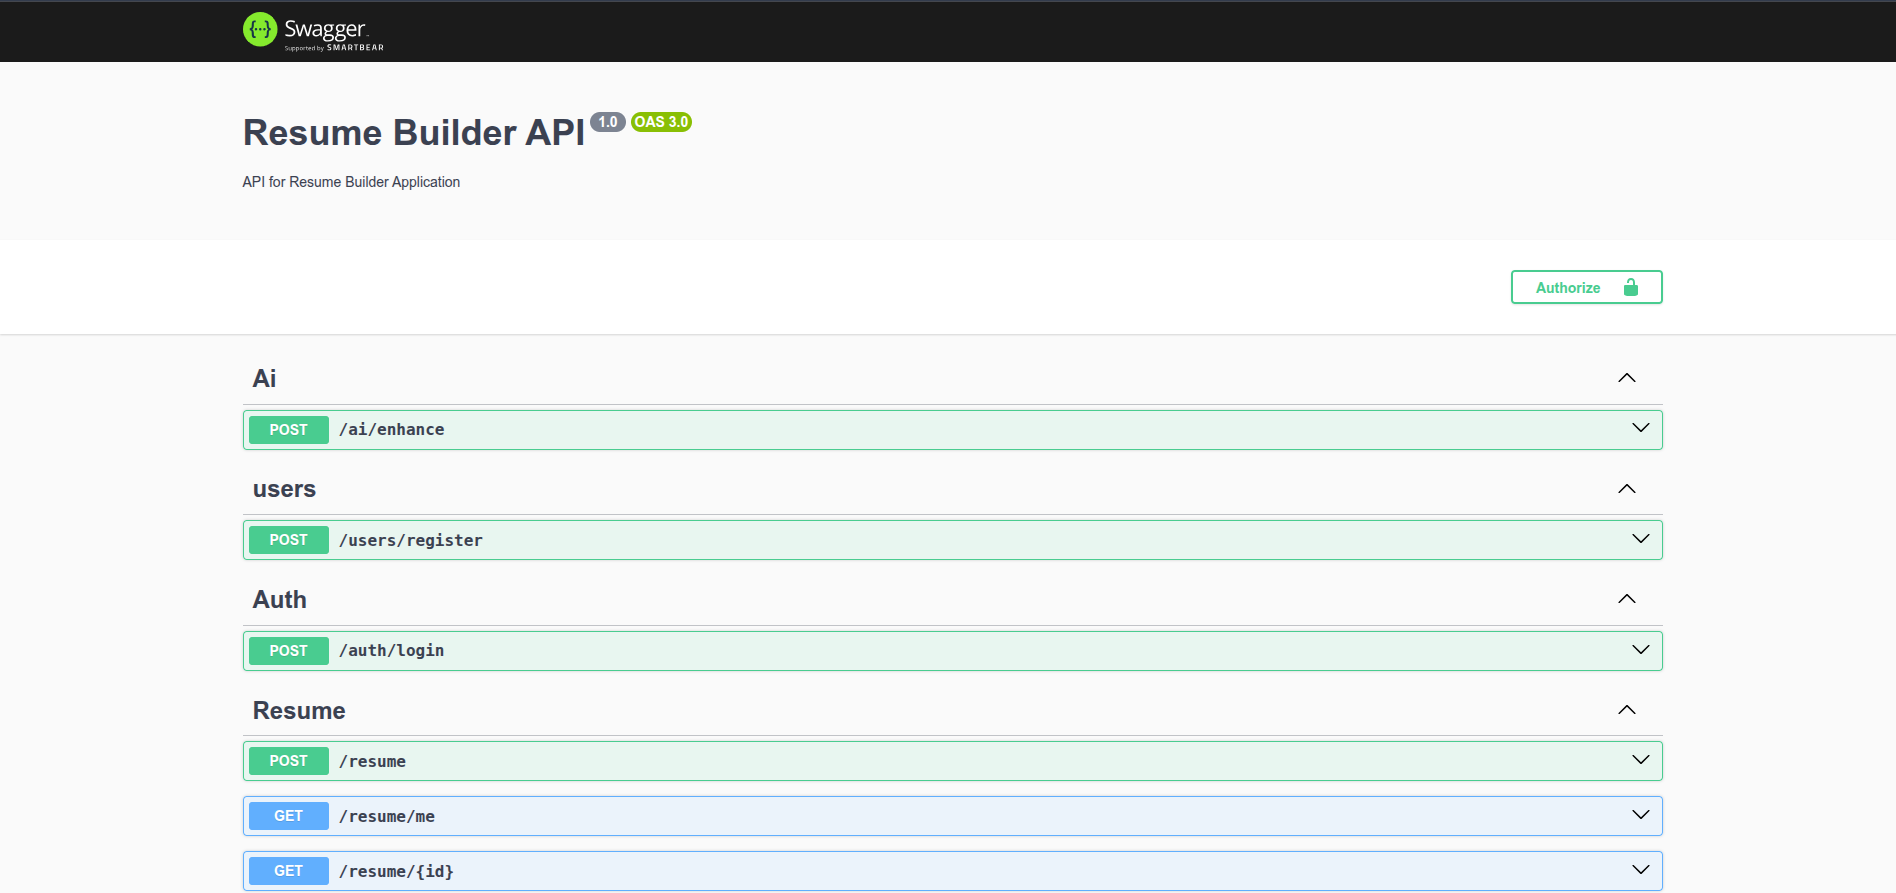 Swagger
Supported by SMARTBEAR
Resume Builder API 1.0 OAS 3.0
API for Resume Builder Application
Authorize
Ai
POST /ai/enhance
users
POST /users/register
Auth
POST /auth/login
Resume
POST /resume
GET /resume/me
GET /resume/{id}